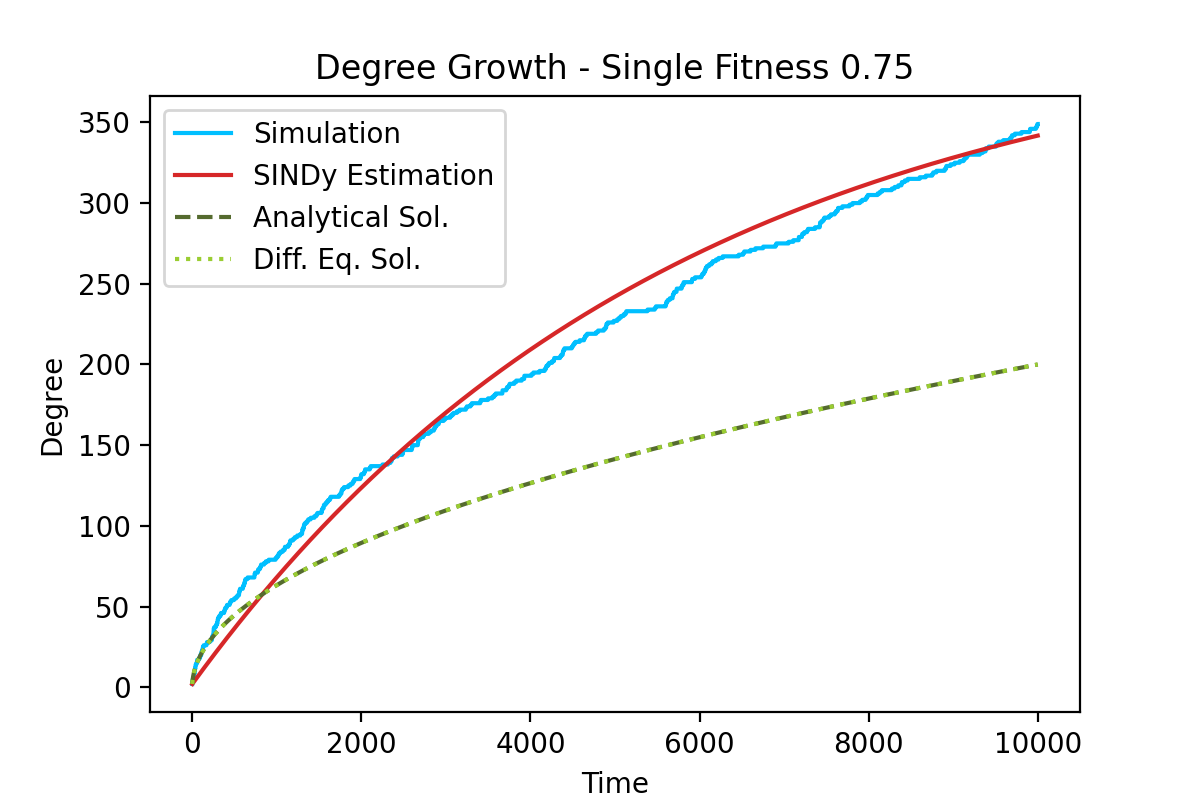 Degree Growth - Single Fitness 0.75
Simulation
SINDy Estimation
Analytical Sol.
Diff. Eq. Sol.
350
300
250
200
150
100
50
0
Degree
0 2000 4000 6000 8000 10000
Time